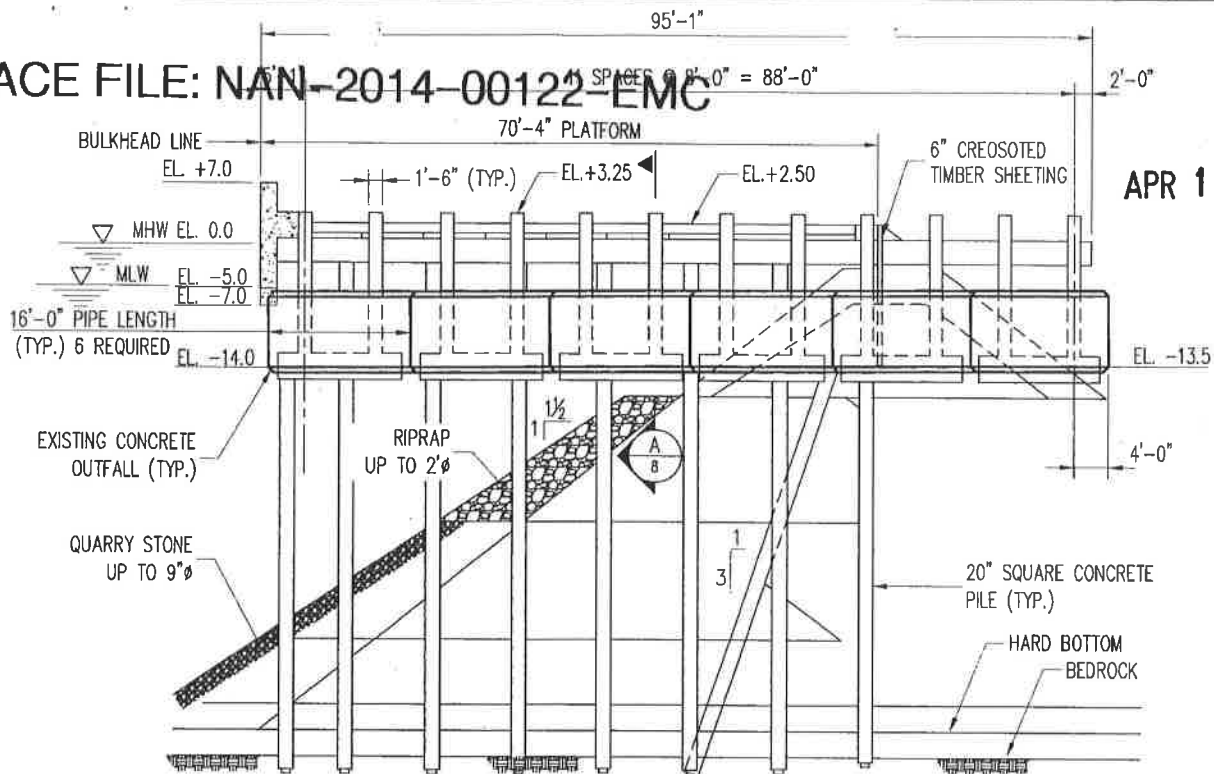 95'-1"
ACE FILE: NAN-2014-00122-EMC
SPACES @ 8'-0" = 88'-0"
2'-0"
70'-4" PLATFORM
BULKHEAD LINE
6" CREOSOTED
TIMBER SHEETING
EL. +7.0
1'-6" (TYP.)
EL.+3.25
EL.+2.50
APR 1
MHW EL. 0.0
MLW
EL. -5.0
EL. -7.0
16'-0" PIPE LENGTH
(TYP.) 6 REQUIRED
EL. -14.0
EL. -13.5
1 1½
EXISTING CONCRETE
OUTFALL (TYP.)
RIPRAP
UP TO 2'ø
A
8
4'-0"
QUARRY STONE
UP TO 9"ø
1
3
20" SQUARE CONCRETE
PILE (TYP.)
HARD BOTTOM
BEDROCK